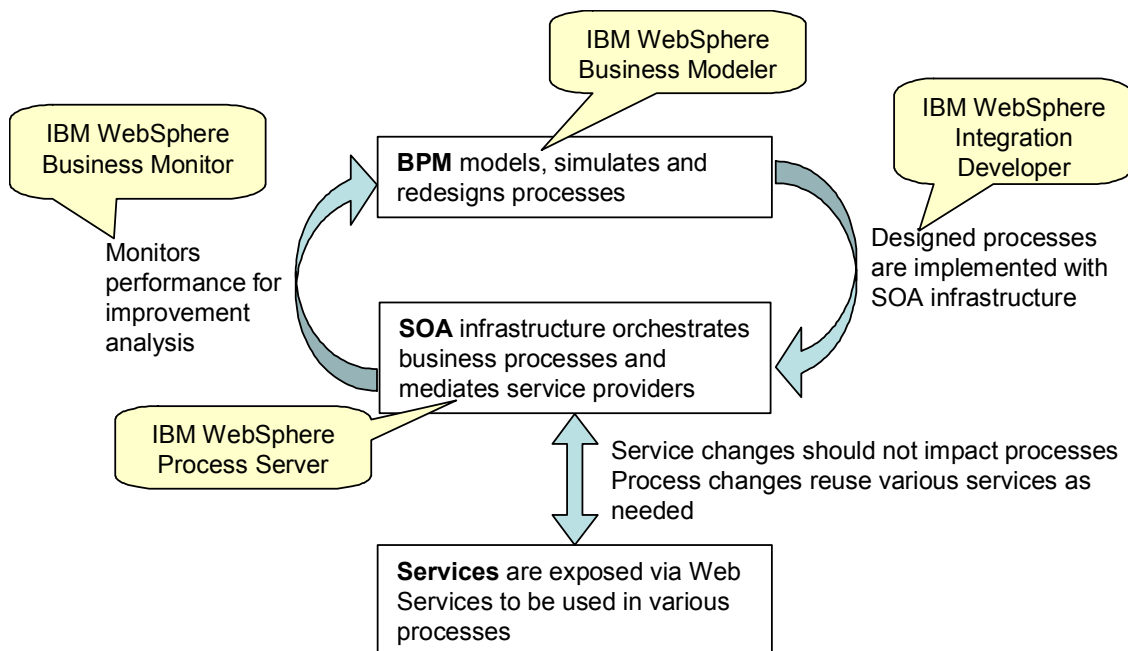 IBM WebSphere
Business Modeler
IBM WebSphere
Business Monitor
IBM WebSphere
Integration
Developer
BPM models, simulates and
redesigns processes
Monitors
performance for
improvement
analysis
Designed processes
are implemented with
SOA infrastructure
SOA infrastructure orchestrates
business processes and
mediates service providers
IBM WebSphere
Process Server
Service changes should not impact processes
Process changes reuse various services as
needed
Services are exposed via Web
Services to be used in various
processes